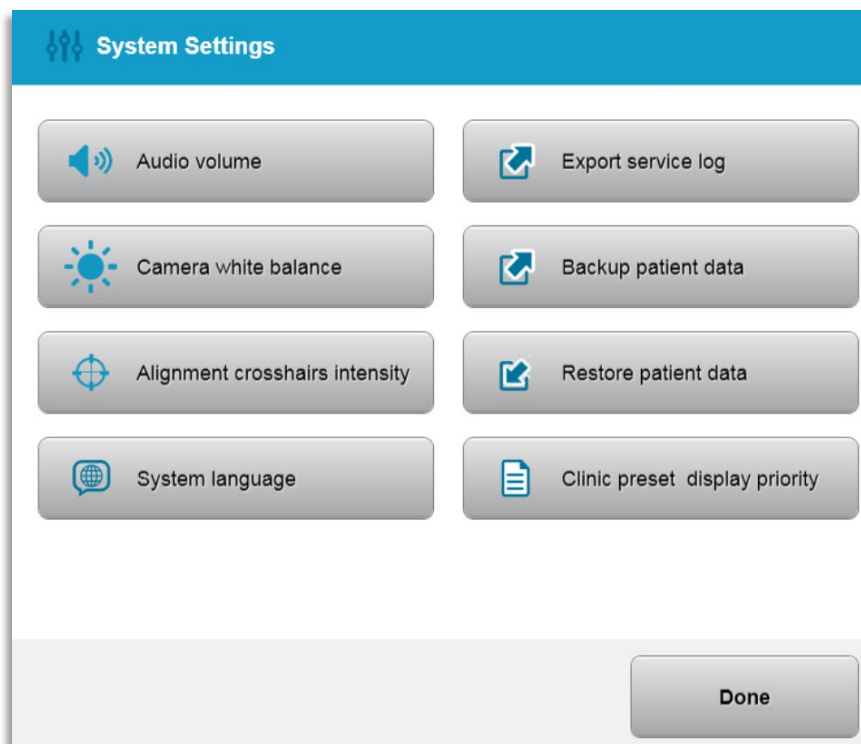 System Settings
Audio volume
Export service log
Camera white balance
Backup patient data
Alignment crosshairs intensity
Restore patient data
System language
Clinic preset  display priority
Done